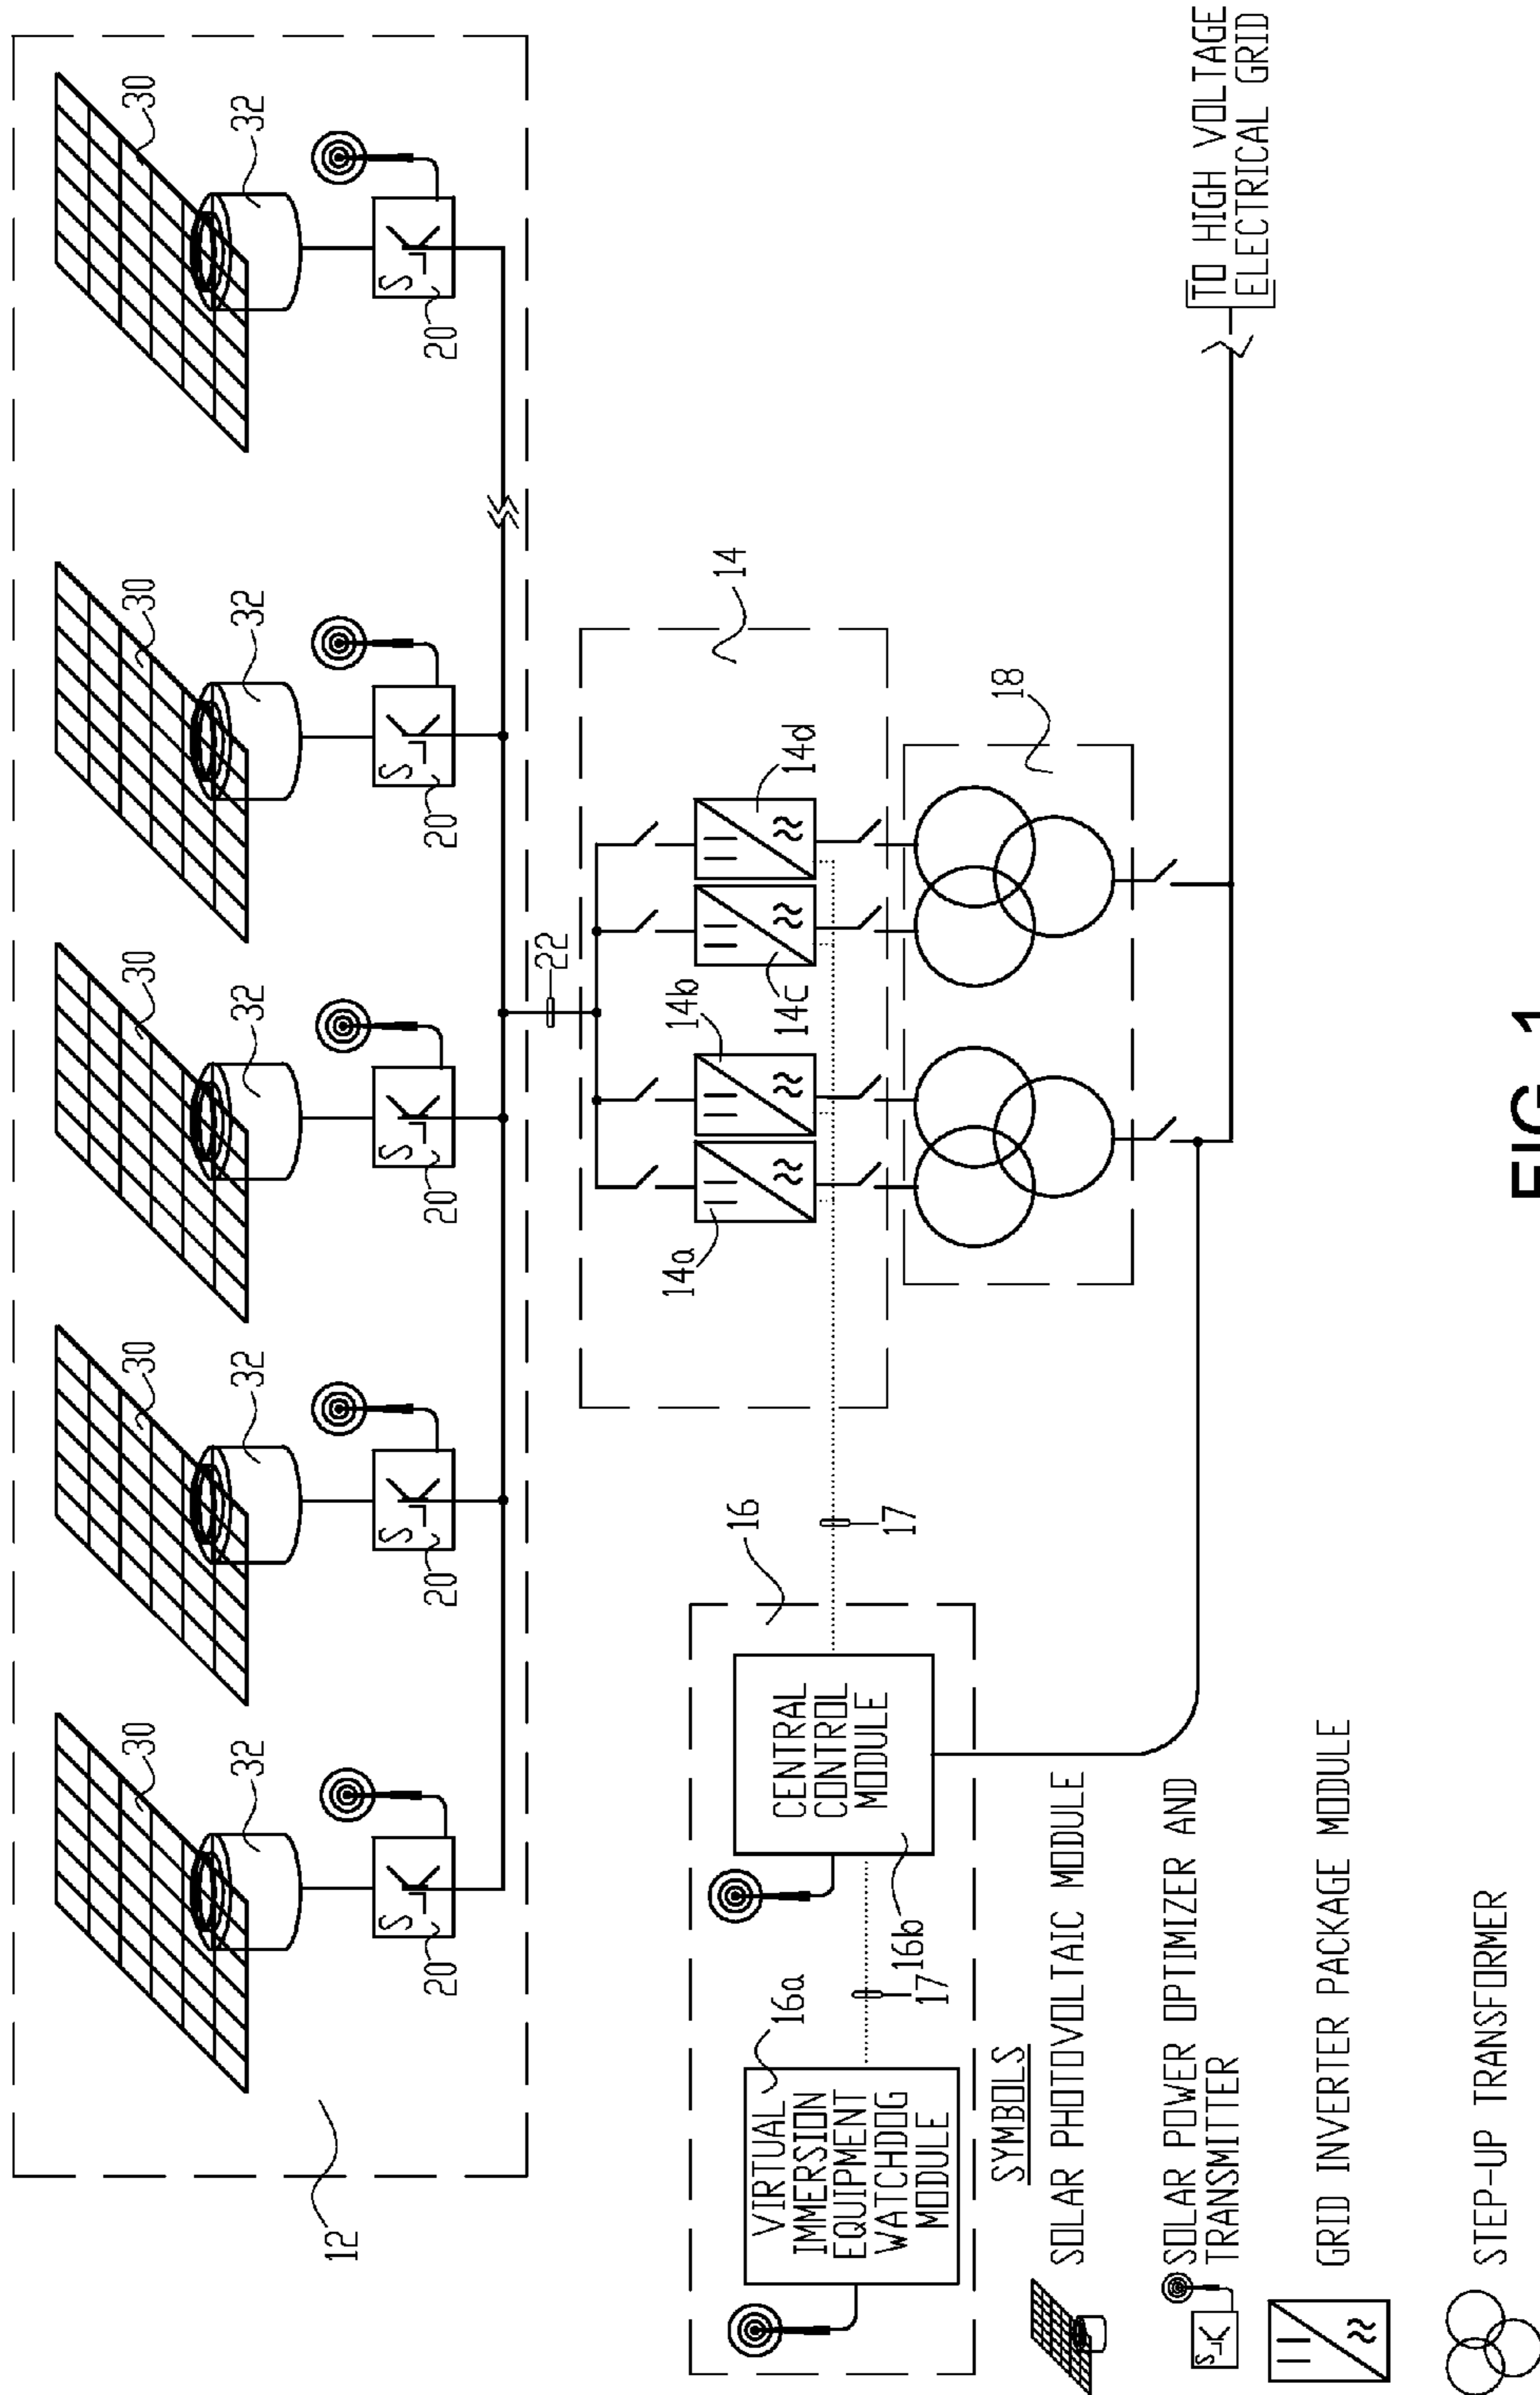 30
30
30
30
30
32
32
32
32
32
12
20
20
20
20
20
22
14a
14b
14
14c
14d
16
16a
VIRTUAL
IMMERSION
EQUIPMENT
WATCHDOG
MODULE
CENTRAL
CONTROL
MODULE
16b
17
17
18
SYMBOLS
SOLAR PHOTOVOLTAIC MODULE
S
S
S
S
S
S
SOLAR POWER OPTIMIZER AND
TRANSMITTER
GRID INVERTER PACKAGE MODULE
STEP-UP TRANSFORMER
TO HIGH VOLTAGE
ELECTRICAL GRID
FIG 1